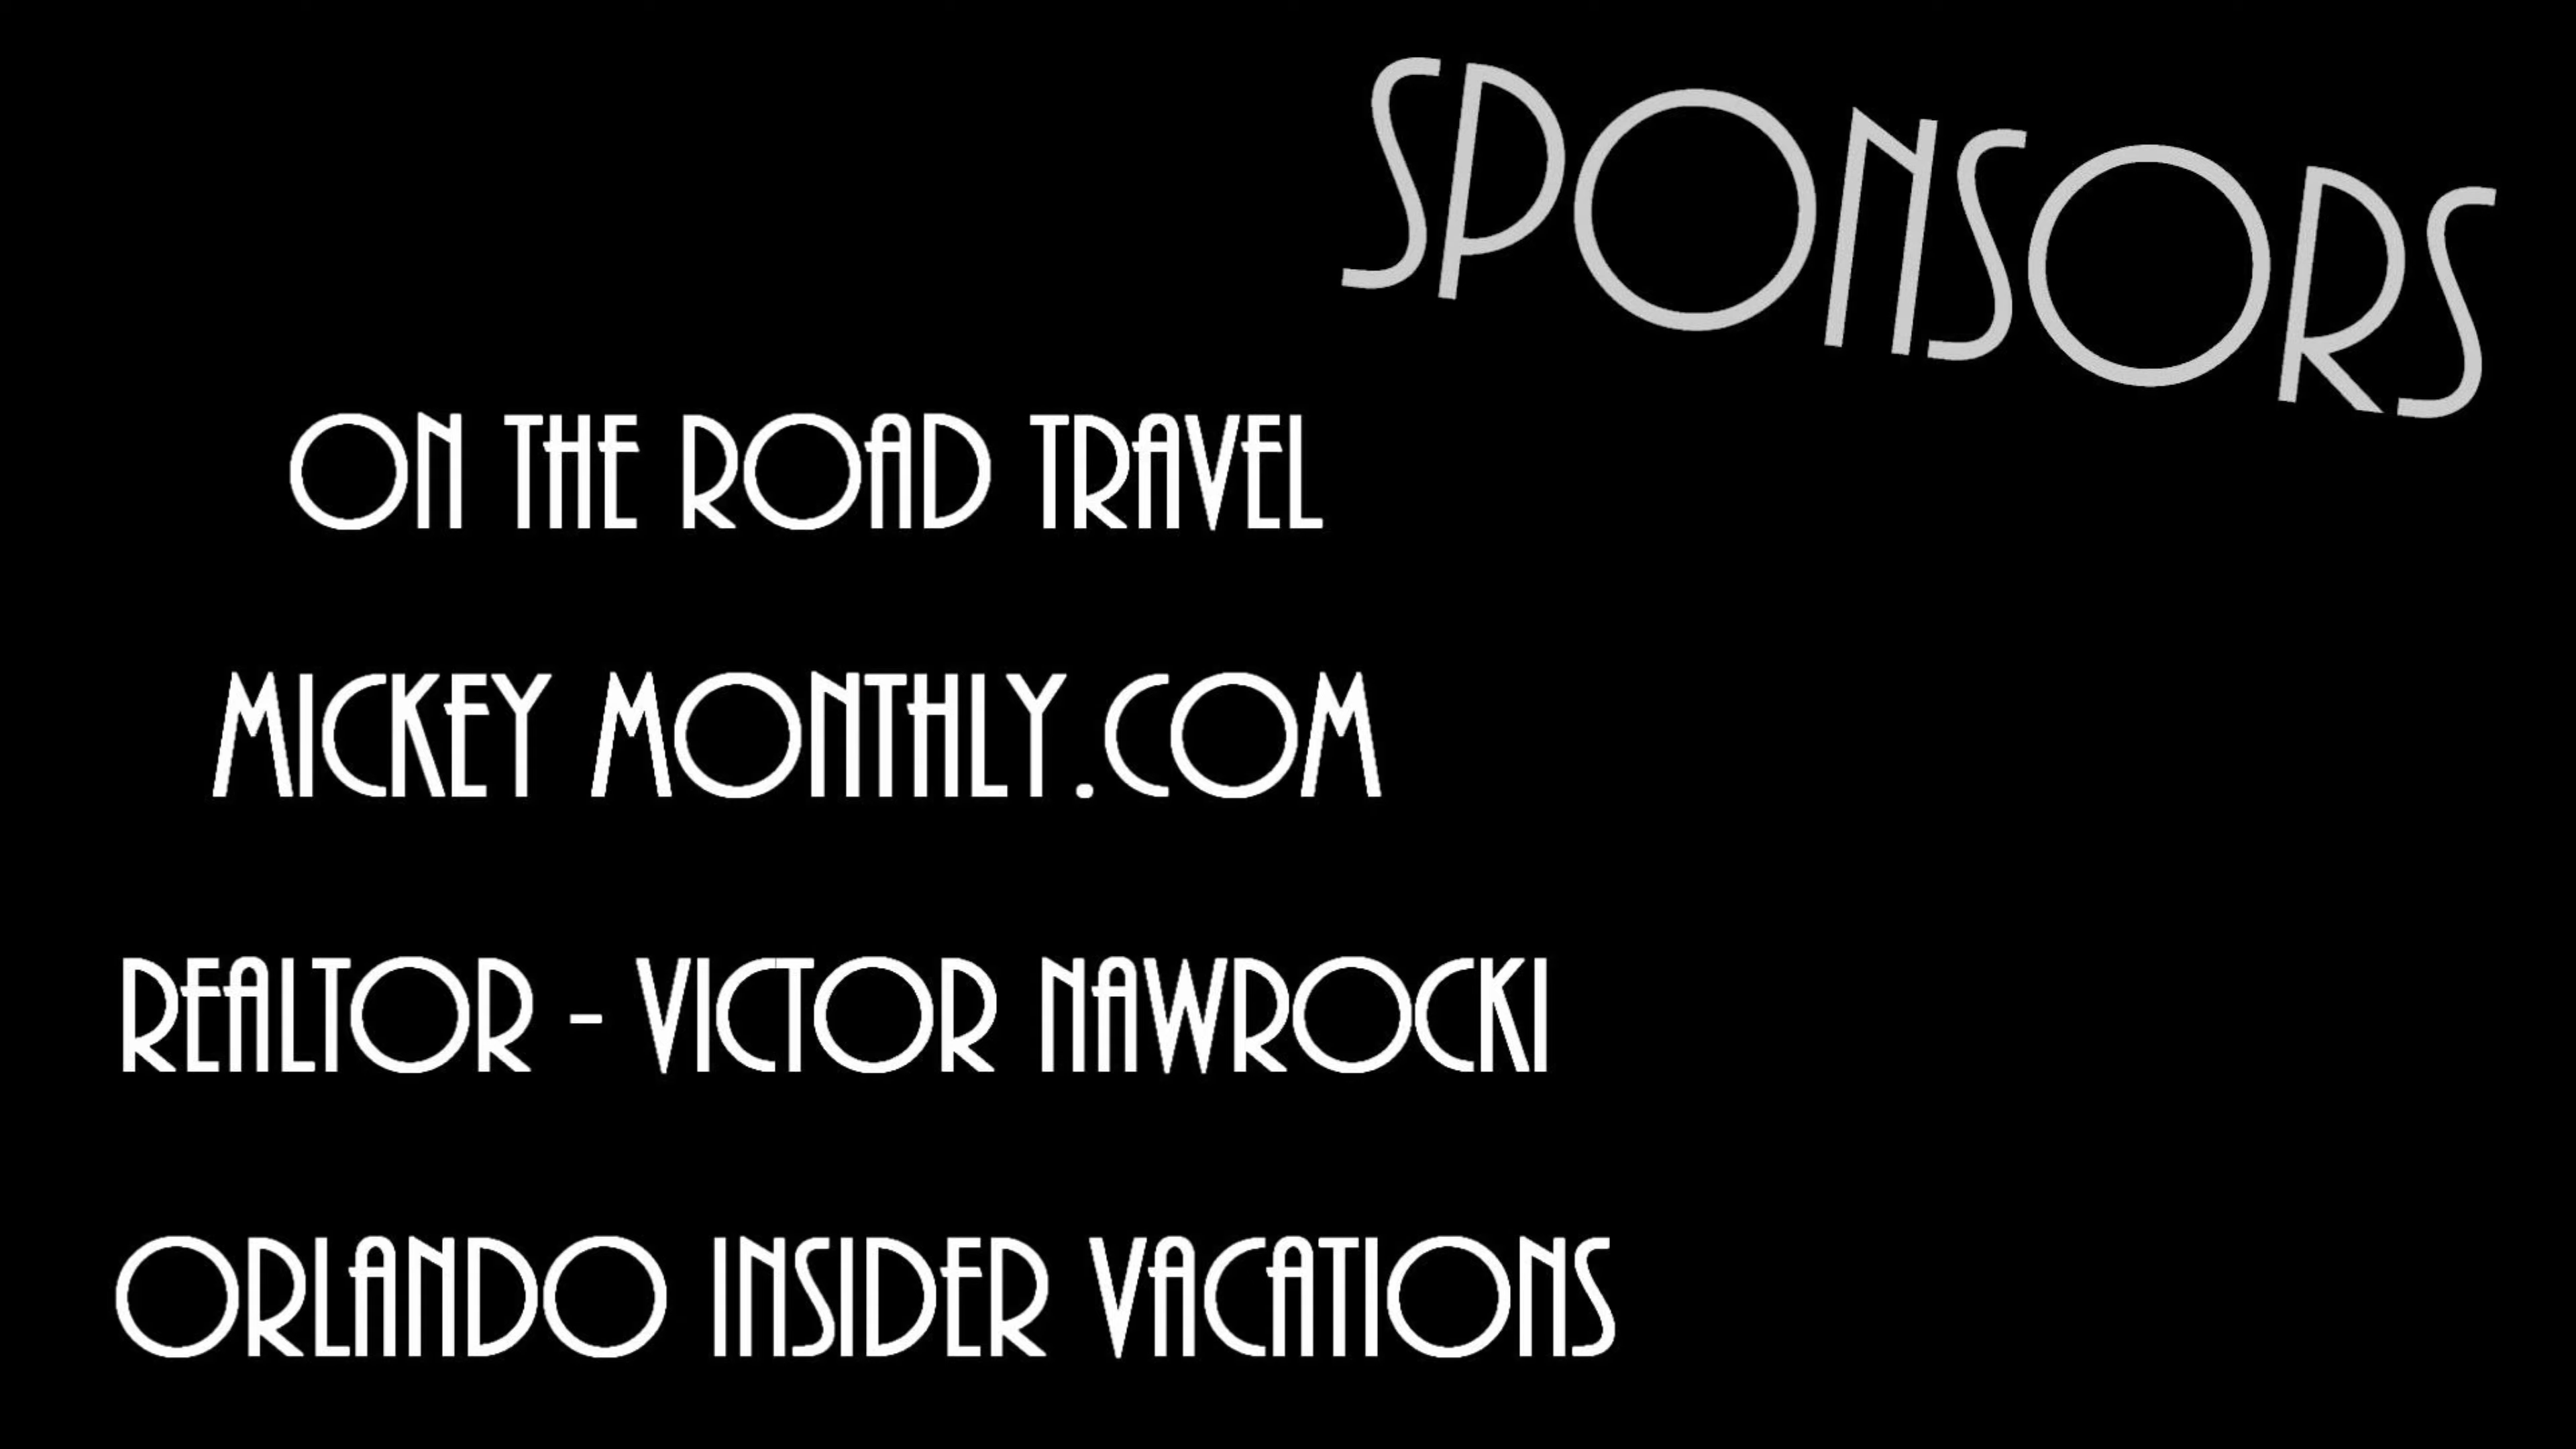 SPONSORS
ON THE ROAD TRAVEL
MICKEY MONTHLY.COM
REALTOR - VICTOR NAWROCKI
ORLANDO INSIDER VACATIONS